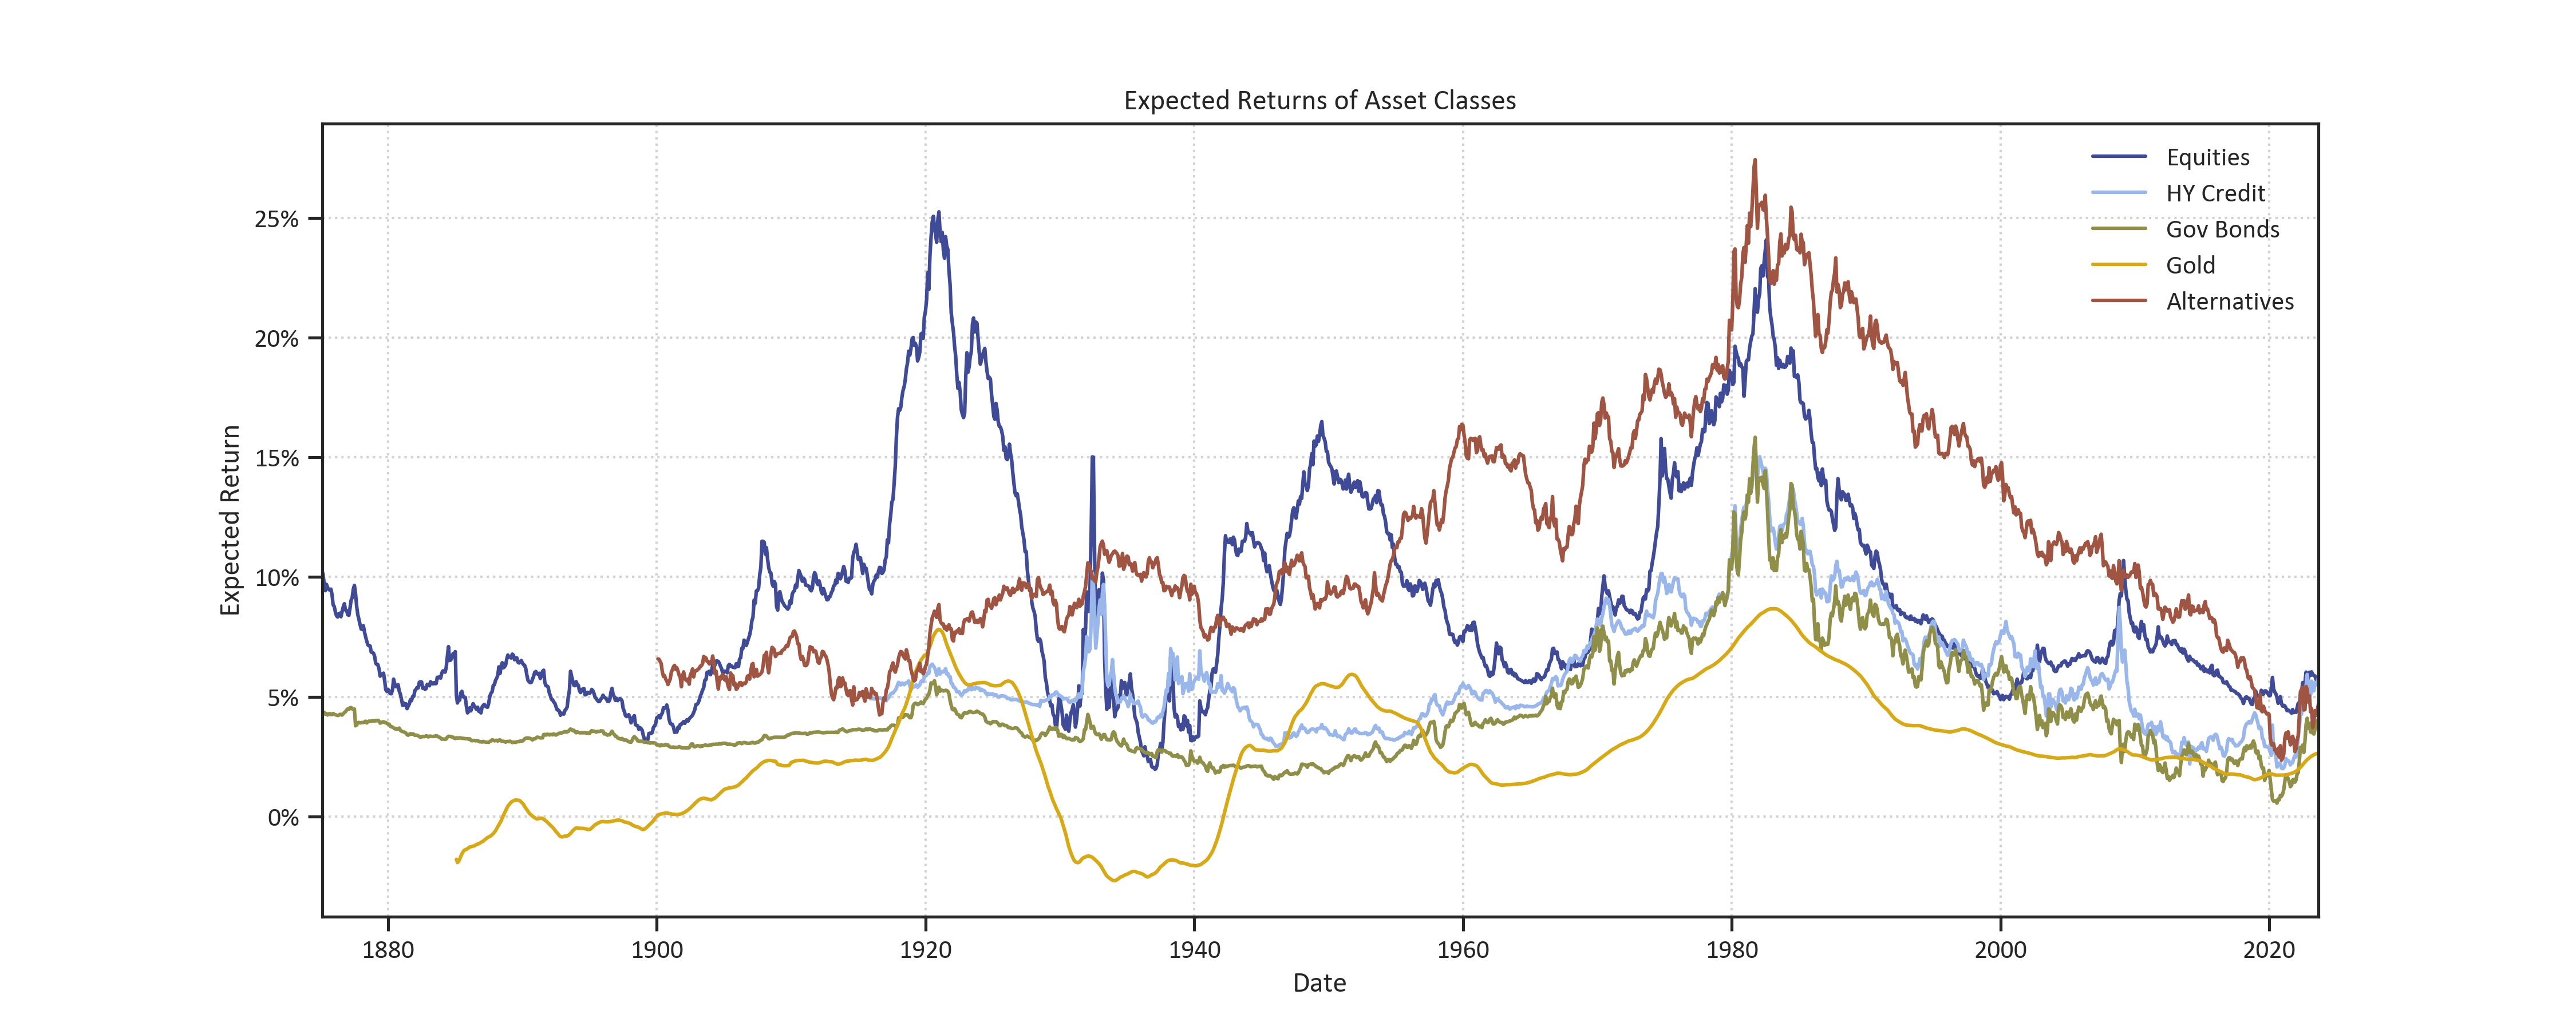 Expected Returns of Asset Classes
Equities
HY Credit
Gov Bonds
Gold
Alternatives
25%
20%
15%
10%
5%
0%
Expected Return
1880 1900 1920 1940 1960 1980 2000 2020
Date